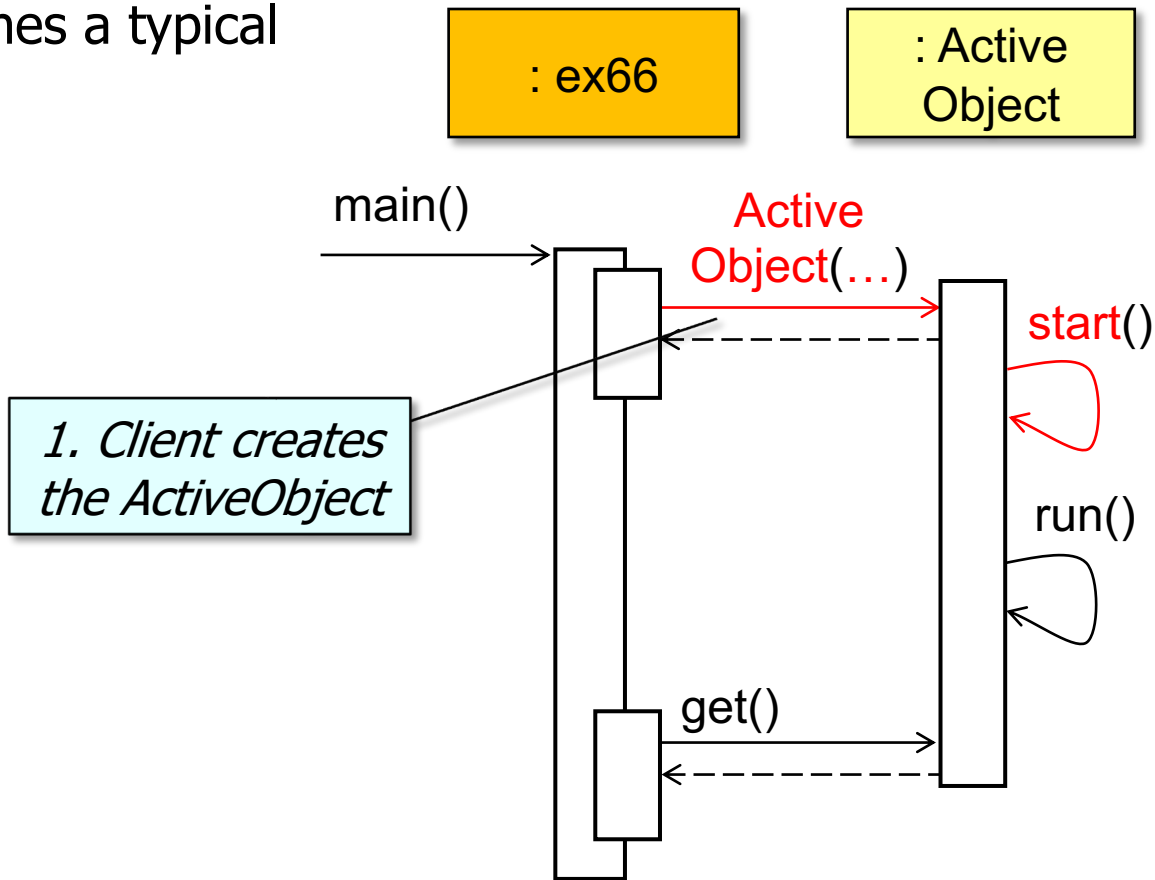 nes a typical
: ex66
: Active
Object
main()
Active
Object(…)
start()
1. Client creates
the ActiveObject
run()
get()